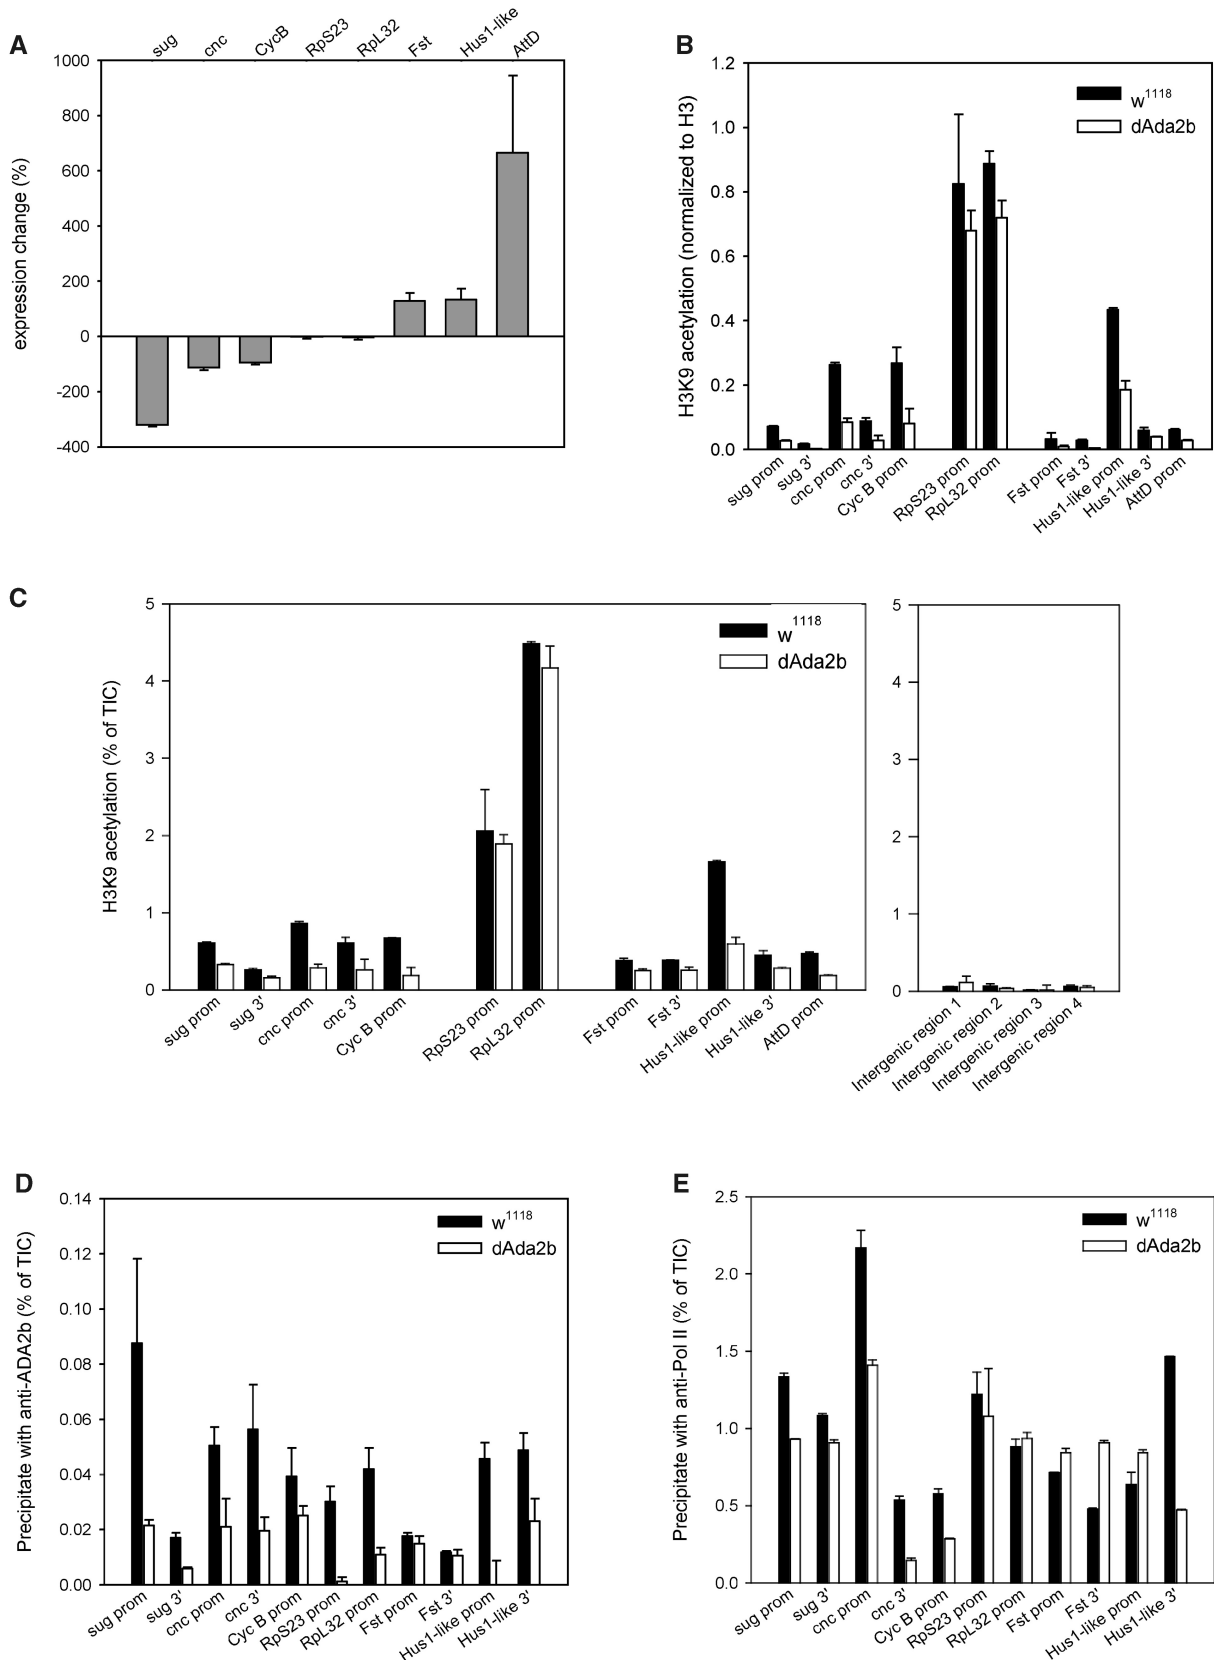 A
sug
cnc
CycB
RpS23
RpL32
Fst
Hus1-like
AttD
expression change (%)
1000
800
600
400
200
0
-200
-400
B
H3K9 acetylation (normalized to H3)
1.2
1.0
0.8
0.6
0.4
0.2
0.0
w1118
dAda2b
sug prom
sug 3'
cnc prom
cnc 3'
Cyc B prom
RpS23 prom
RpL32 prom
Fst prom
Fst 3'
Hus1-like prom
Hus1-like 3'
AttD prom
C
H3K9 acetylation (% of TIC)
5
4
3
2
1
0
w1118
dAda2b
sug prom
sug 3'
cnc prom
cnc 3'
Cyc B prom
RpS23 prom
RpL32 prom
Fst prom
Fst 3'
Hus1-like prom
Hus1-like 3'
AttD prom
5
4
3
2
1
0
Intergenic region 1
Intergenic region 2
Intergenic region 3
Intergenic region 4
D
Precipitate with anti-ADA2b (% of TIC)
0.14
0.12
0.10
0.08
0.06
0.04
0.02
0.00
w1118
dAda2b
sug prom
sug 3'
cnc prom
cnc 3'
Cyc B prom
RpS23 prom
RpL32 prom
Fst prom
Fst 3'
Hus1-like prom
Hus1-like 3'
E
Precipitate with anti-Pol II (% of TIC)
2.5
2.0
1.5
1.0
0.5
0.0
w1118
dAda2b
sug prom
sug 3'
cnc prom
cnc 3'
Cyc B prom
RpS23 prom
RpL32 prom
Fst prom
Fst 3'
Hus1-like prom
Hus1-like 3'